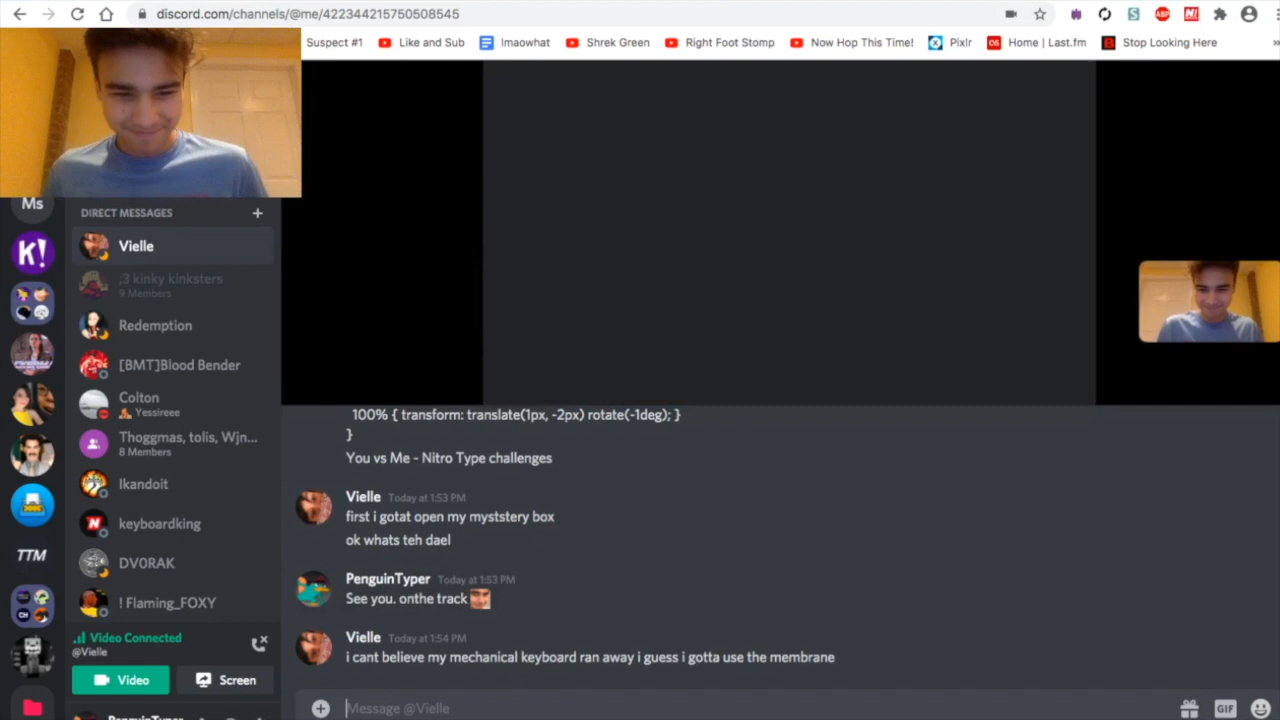 discord.com/channels/@me/422344215750508545
Suspect #1
Like and Sub
lmaowhat
Shrek Green
Right Foot Stomp
Now Hop This Time!
Pixlr
Home | Last.fm
Stop Looking Here
Ms
DIRECT MESSAGES
Vielle
;3 kinky kinksters
9 Members
Redemption
[BMT]Blood Bender
Colton
Yessireee
Thoggmas, tolis, Wjn...
8 Members
Ikandoit
keyboardking
DV0RAK
! Flaming_FOXY
K!
TTM
CH
Video Connected
@Vielle
Video
Screen
PenguinTyper
100% { transform: translate(1px, -2px) rotate(-1deg); }
}
You vs Me - Nitro Type challenges
Vielle Today at 1:53 PM
first i gotat open my myststery box
ok whats teh dael
PenguinTyper Today at 1:53 PM
See you. onthe track
Vielle Today at 1:54 PM
i cant believe my mechanical keyboard ran away i guess i gotta use the membrane
Message @Vielle
GIF